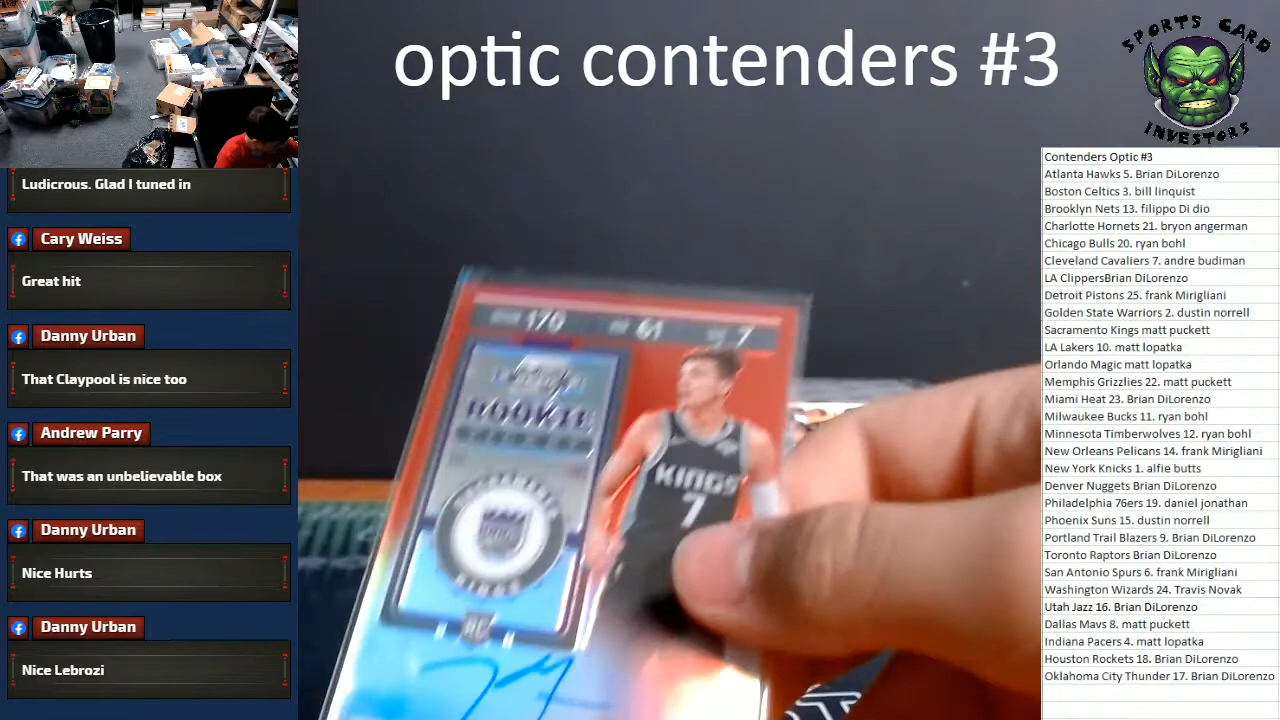 optic contenders #3
SPORTS CARD
INVESTORS
Ludicrous. Glad I tuned in
Cary Weiss
Great hit
Danny Urban
That Claypool is nice too
Andrew Parry
That was an unbelievable box
Danny Urban
Nice Hurts
Danny Urban
Nice Lebrozi
170 61 7
ROOKIE
KINGS
7
KINGS
Contenders Optic #3
Atlanta Hawks 5. Brian DiLorenzo
Boston Celtics 3. bill linquist
Brooklyn Nets 13. filippo Di dio
Charlotte Hornets 21. bryon angerman
Chicago Bulls 20. ryan bohl
Cleveland Cavaliers 7. andre budiman
LA ClippersBrian DiLorenzo
Detroit Pistons 25. frank Mirigliani
Golden State Warriors 2. dustin norrell
Sacramento Kings matt puckett
LA Lakers 10. matt lopatka
Orlando Magic matt lopatka
Memphis Grizzlies 22. matt puckett
Miami Heat 23. Brian DiLorenzo
Milwaukee Bucks 11. ryan bohl
Minnesota Timberwolves 12. ryan bohl
New Orleans Pelicans 14. frank Mirigliani
New York Knicks 1. alfie butts
Denver Nuggets Brian DiLorenzo
Philadelphia 76ers 19. daniel jonathan
Phoenix Suns 15. dustin norrell
Portland Trail Blazers 9. Brian DiLorenzo
Toronto Raptors Brian DiLorenzo
San Antonio Spurs 6. frank Mirigliani
Washington Wizards 24. Travis Novak
Utah Jazz 16. Brian DiLorenzo
Dallas Mavs 8. matt puckett
Indiana Pacers 4. matt lopatka
Houston Rockets 18. Brian DiLorenzo
Oklahoma City Thunder 17. Brian DiLorenzo